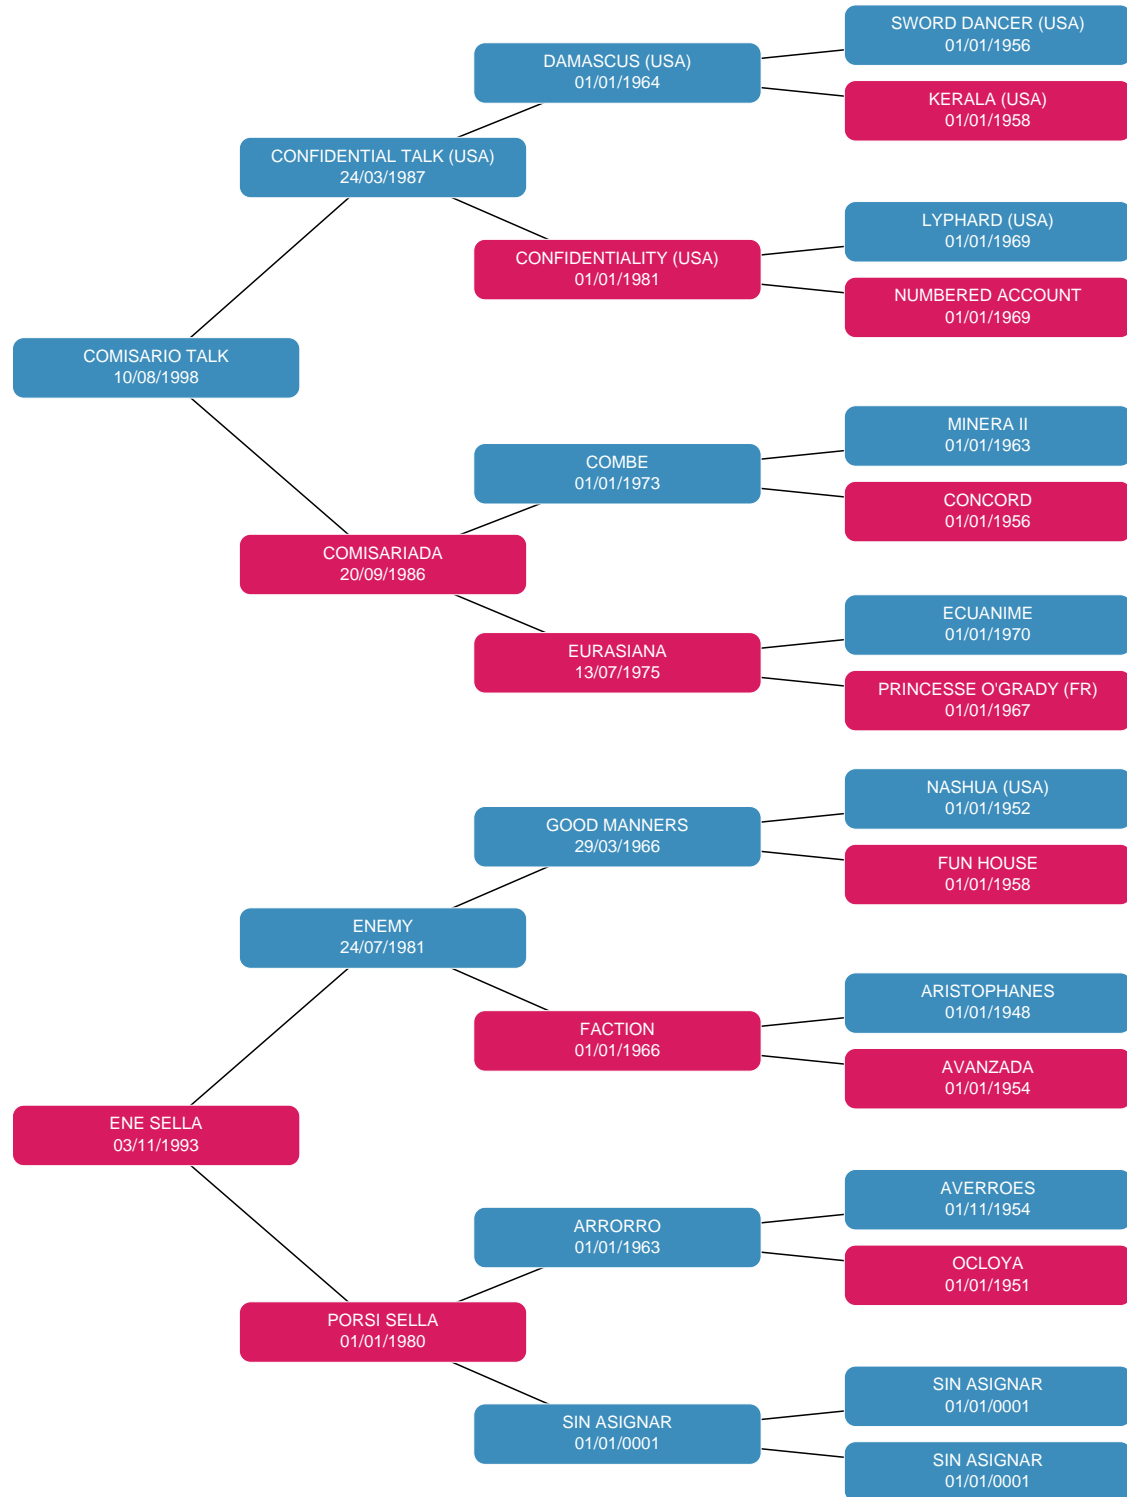 SWORD DANCER (USA)
01/01/1956
DAMASCUS (USA)
01/01/1964
KERALA (USA)
01/01/1958
CONFIDENTIAL TALK (USA)
24/03/1987
LYPHARD (USA)
01/01/1969
CONFIDENTIALITY (USA)
01/01/1981
NUMBERED ACCOUNT
01/01/1969
COMISARIO TALK
10/08/1998
MINERA II
01/01/1963
COMBE
01/01/1973
CONCORD
01/01/1956
COMISARIADA
20/09/1986
ECUANIME
01/01/1970
EURASIANA
13/07/1975
PRINCESSE O'GRADY (FR)
01/01/1967
NASHUA (USA)
01/01/1952
GOOD MANNERS
29/03/1966
FUN HOUSE
01/01/1958
ENEMY
24/07/1981
ARISTOPHANES
01/01/1948
FACTION
01/01/1966
AVANZADA
01/01/1954
ENE SELLA
03/11/1993
AVERROES
01/11/1954
ARRORRO
01/01/1963
OCLOYA
01/01/1951
PORSI SELLA
01/01/1980
SIN ASIGNAR
01/01/0001
SIN ASIGNAR
01/01/0001
SIN ASIGNAR
01/01/0001